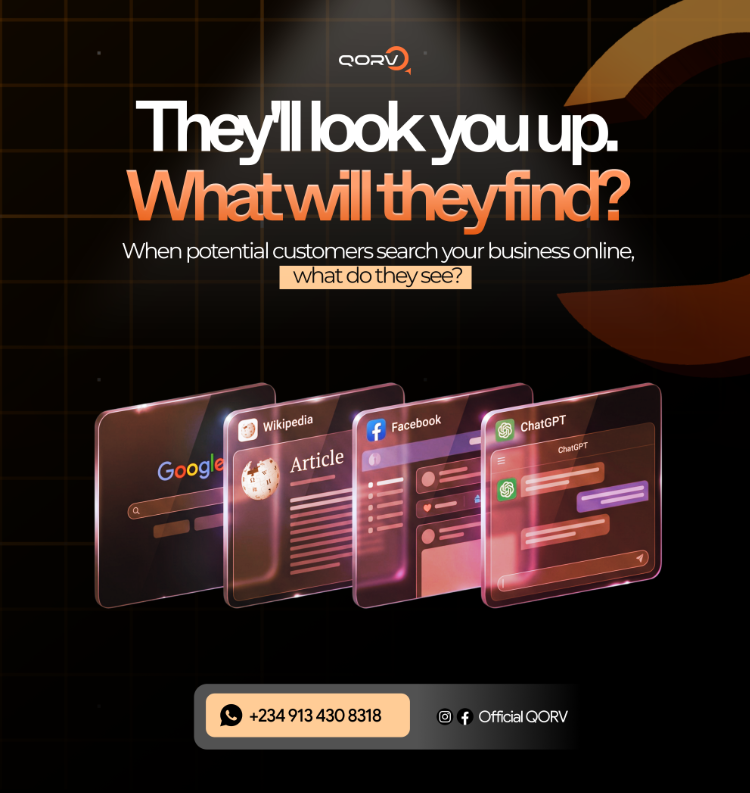 QORV
They'll look you up.
What will they find?
When potential customers search your business online,
what do they see?
Google
Wikipedia
Article
Facebook
ChatGPT
ChatGPT
+234 913 430 8318
Official QORV